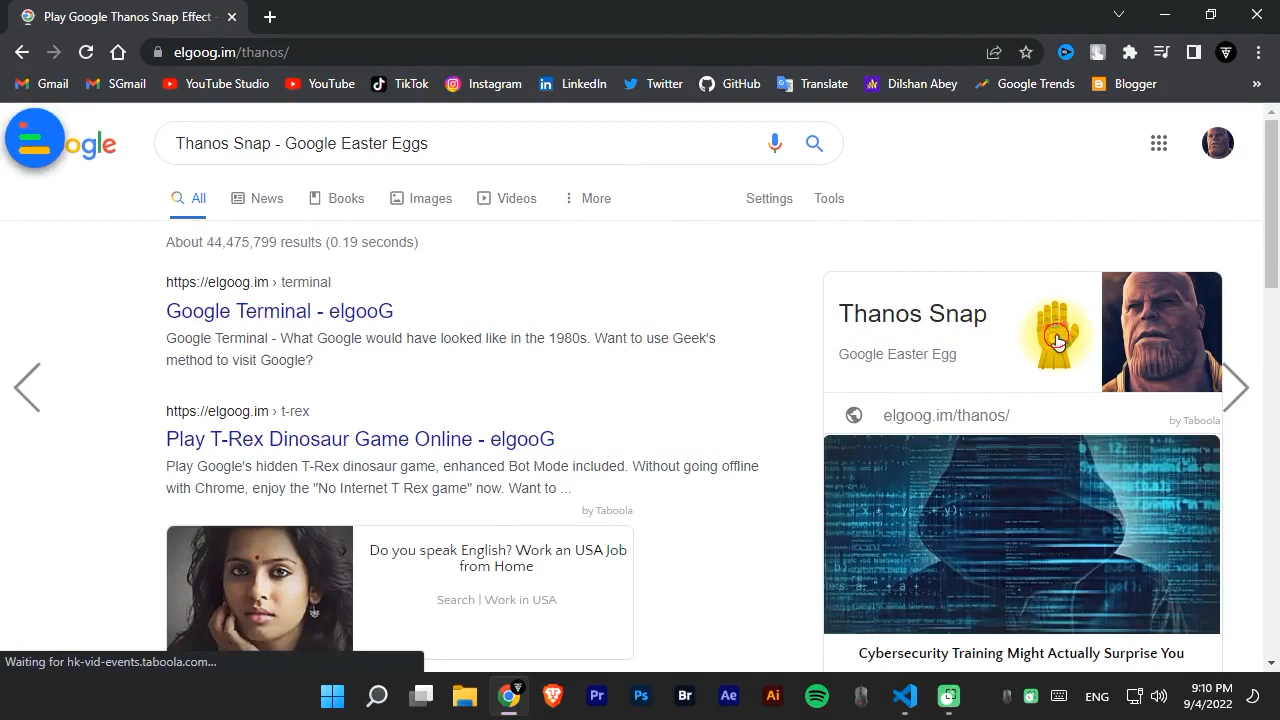 Play Google Thanos Snap Effect -
elgoog.im/thanos/
Gmail
SGmail
YouTube Studio
YouTube
TikTok
Instagram
LinkedIn
Twitter
GitHub
Translate
Dilshan Abey
Google Trends
Blogger
»
ogle
Thanos Snap - Google Easter Eggs
All
News
Books
Images
Videos
More
Settings
Tools
About 44,475,799 results (0.19 seconds)
https://elgoog.im › terminal
Google Terminal - elgooG
Google Terminal - What Google would have looked like in the 1980s. Want to use Geek's
method to visit Google?
https://elgoog.im › t-rex
Play T-Rex Dinosaur Game Online - elgooG
Play Google's hidden T-Rex dinosaur game, enhanced Bot mode included. Without going offline
with Chrome or enter "No Internet T Rex game" now. Want to ...
by Taboola
Do you speak English? Work an USA Job
from Home
Search | Work in USA
Thanos Snap
Google Easter Egg
elgoog.im/thanos/
by Taboola
Cybersecurity Training Might Actually Surprise You
Waiting for hk-vid-events.taboola.com...
Pr
Ps
Br
Ae
Ai
ENG
9:10 PM
9/4/2022